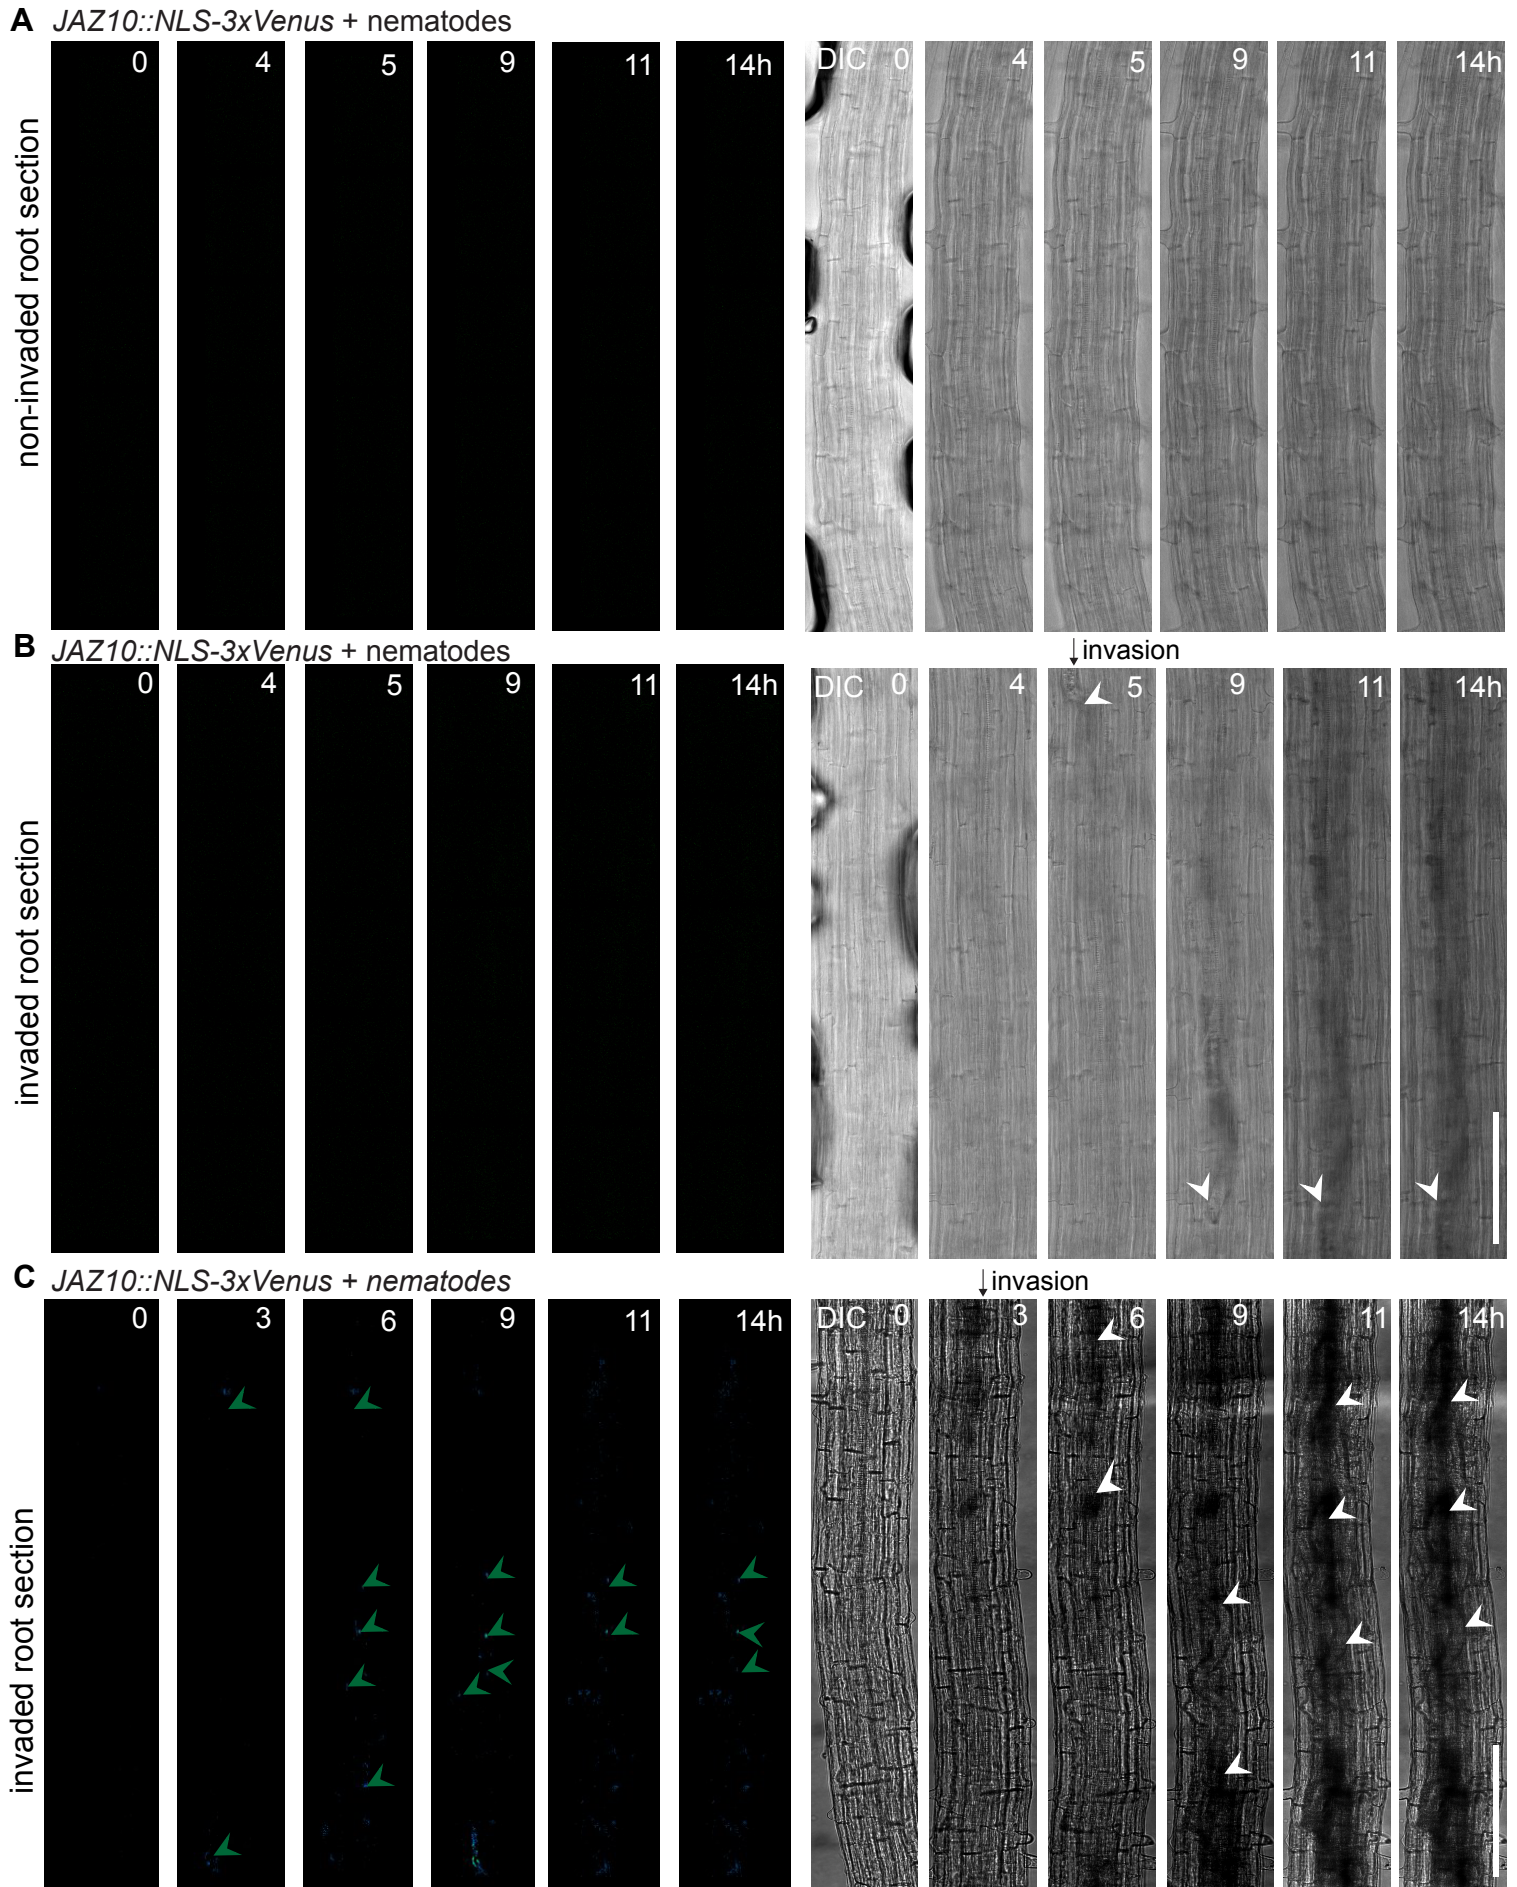 A JAZ10::NLS-3xVenus + nematodes
0 4 5 9 11 14h DIC 0 4 5 9 11 14h
non-invaded root section
B JAZ10::NLS-3xVenus + nematodes
invasion
0 4 5 9 11 14h DIC 0 4 5 9 11 14h
invaded root section
C JAZ10::NLS-3xVenus + nematodes
invasion
0 3 6 9 11 14h DIC 0 3 6 9 11 14h
invaded root section